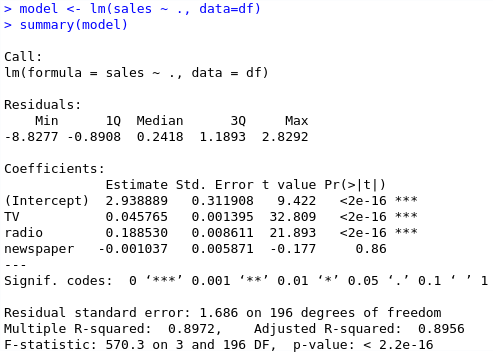 > model <- lm(sales ~ ., data=df)
> summary(model)
Call:
lm(formula = sales ~ ., data = df)
Residuals:
    Min      1Q  Median      3Q     Max
-8.8277 -0.8908  0.2418  1.1893  2.8292
Coefficients:
             Estimate Std. Error t value Pr(>|t|)
(Intercept)  2.938889   0.311908   9.422   <2e-16 ***
TV           0.045765   0.001395  32.809   <2e-16 ***
radio        0.188530   0.008611  21.893   <2e-16 ***
newspaper   -0.001037   0.005871  -0.177     0.86
---
Signif. codes:  0 ‘***’ 0.001 ‘**’ 0.01 ‘*’ 0.05 ‘.’ 0.1 ‘ ’ 1
Residual standard error: 1.686 on 196 degrees of freedom
Multiple R-squared:  0.8972,    Adjusted R-squared:  0.8956
F-statistic: 570.3 on 3 and 196 DF,  p-value: < 2.2e-16